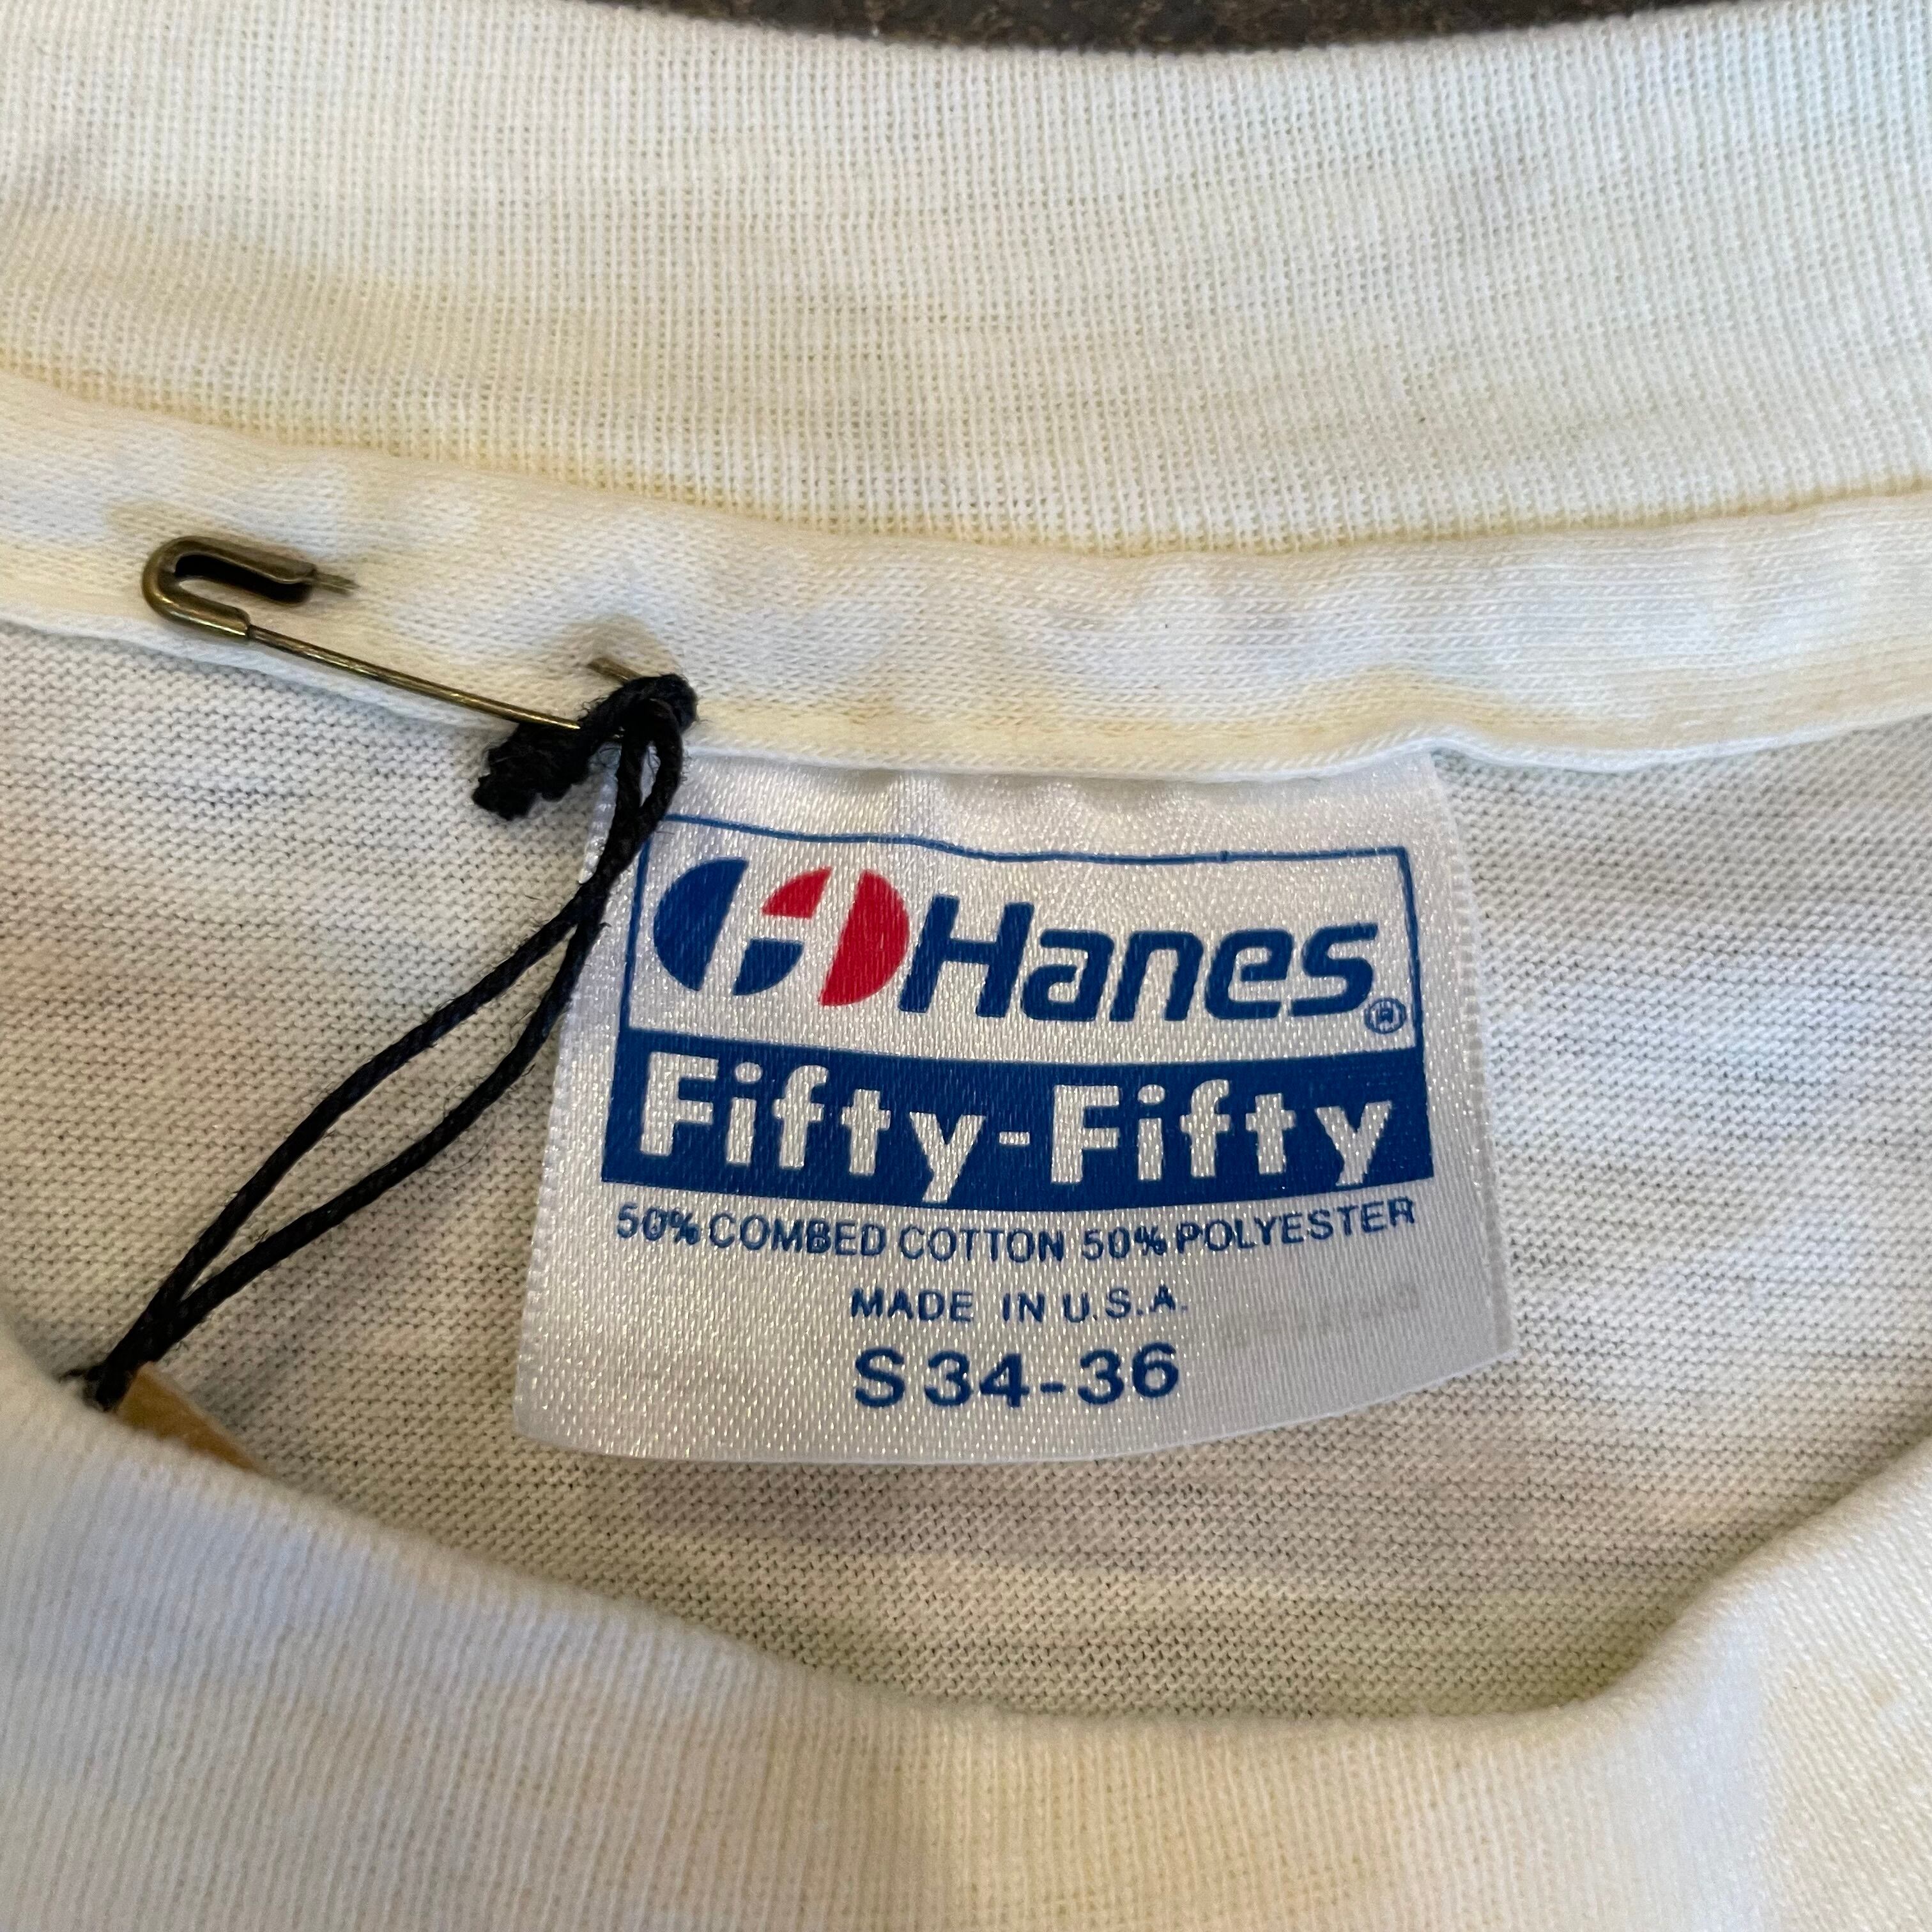 Hanes®
Fifty-Fifty
50% COMBED COTTON 50% POLYESTER
MADE IN U.S.A.
S 34-36